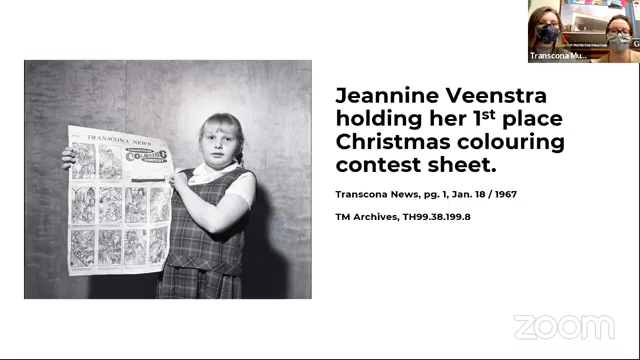 Jeannine Veenstra
holding her 1st place
Christmas colouring
contest sheet.
Transcona News, pg. 1, Jan. 18 / 1967
TM Archives, TH99.38.199.8
TRANSCONA NEWS
Transcona Mu...
G
zoom